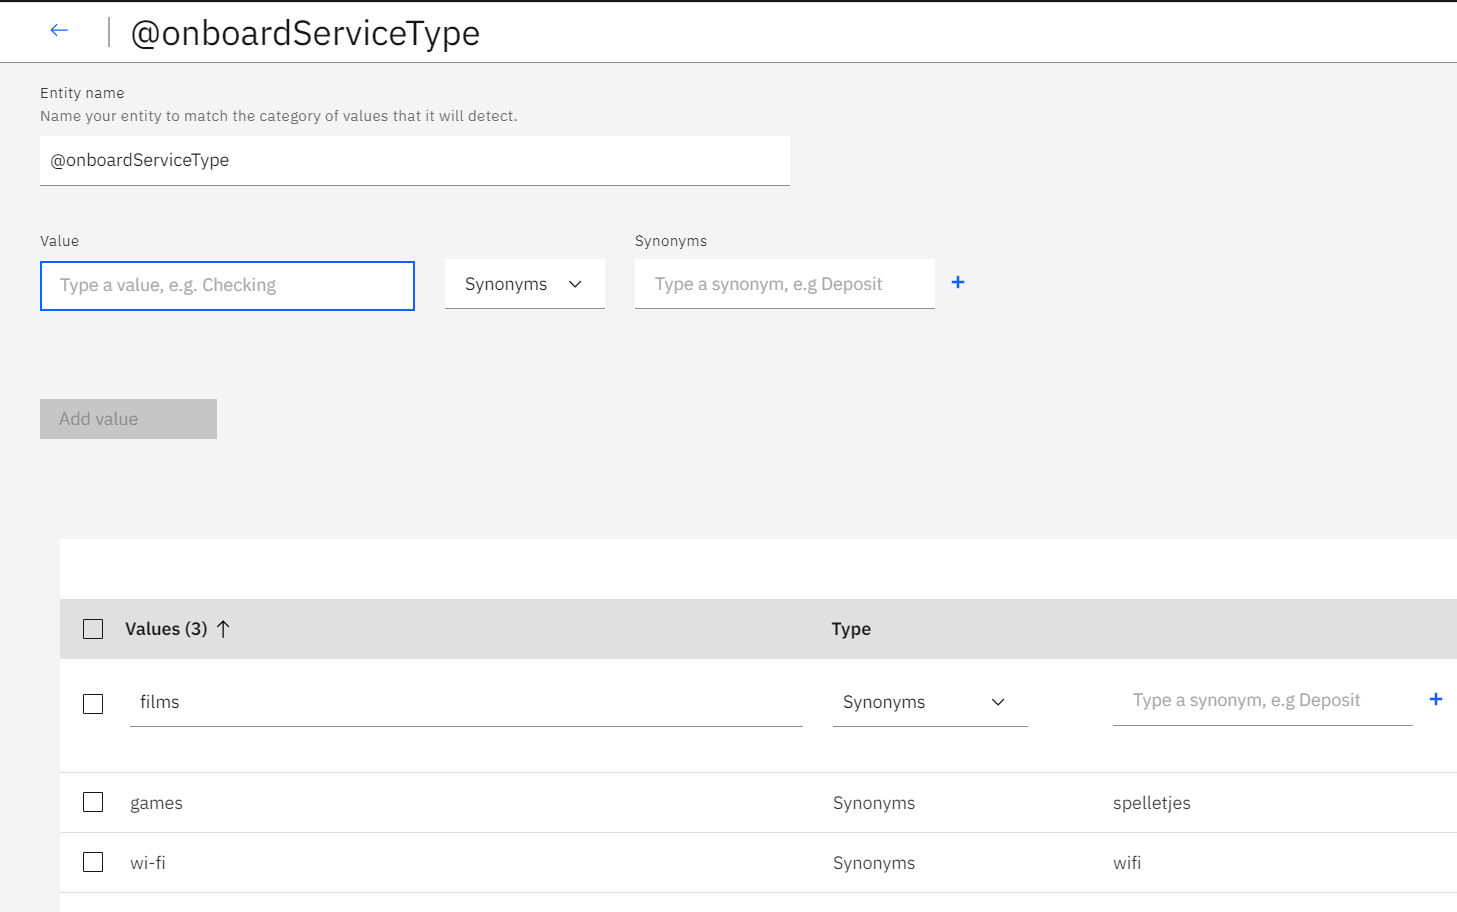 @onboardServiceType
Entity name
Name your entity to match the category of values that it will detect.
@onboardServiceType
Value
Synonyms
Type a value, e.g. Checking
Synonyms
Type a synonym, e.g Deposit
Add value
Values (3)
Type
films
Synonyms
Type a synonym, e.g Deposit
games
Synonyms
spelletjes
wi-fi
Synonyms
wifi